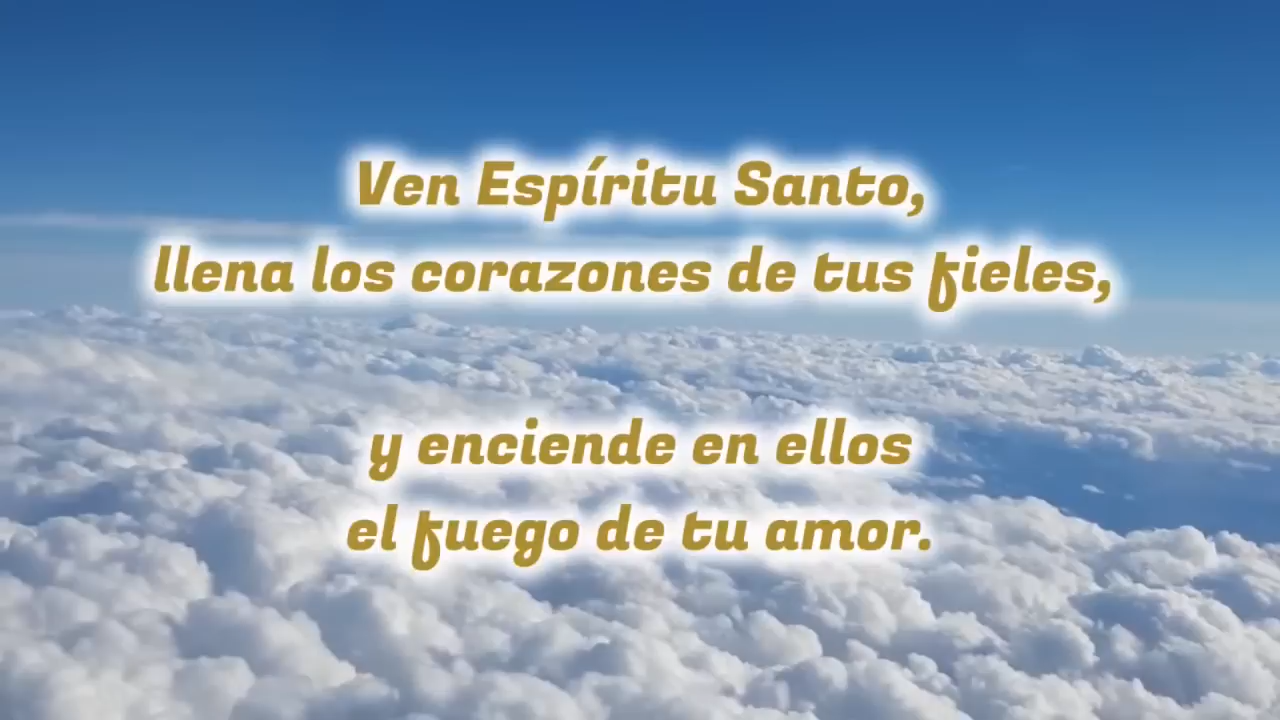 Ven Espíritu Santo,
llena los corazones de tus fieles,
y enciende en ellos
el fuego de tu amor.